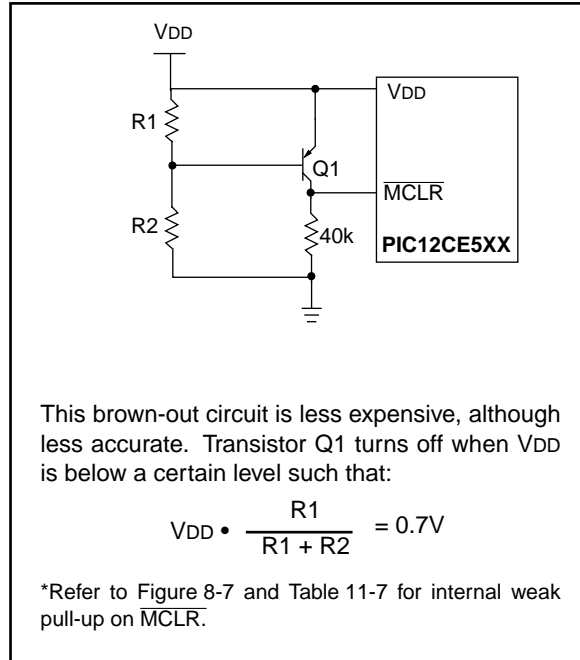 VDD
VDD
R1
Q1
MCLR
R2
40k
PIC12CE5XX
This brown-out circuit is less expensive, although
less accurate. Transistor Q1 turns off when VDD
is below a certain level such that:
VDD • R1 / R1 + R2 = 0.7V
*Refer to Figure 8-7 and Table 11-7 for internal weak
pull-up on MCLR.